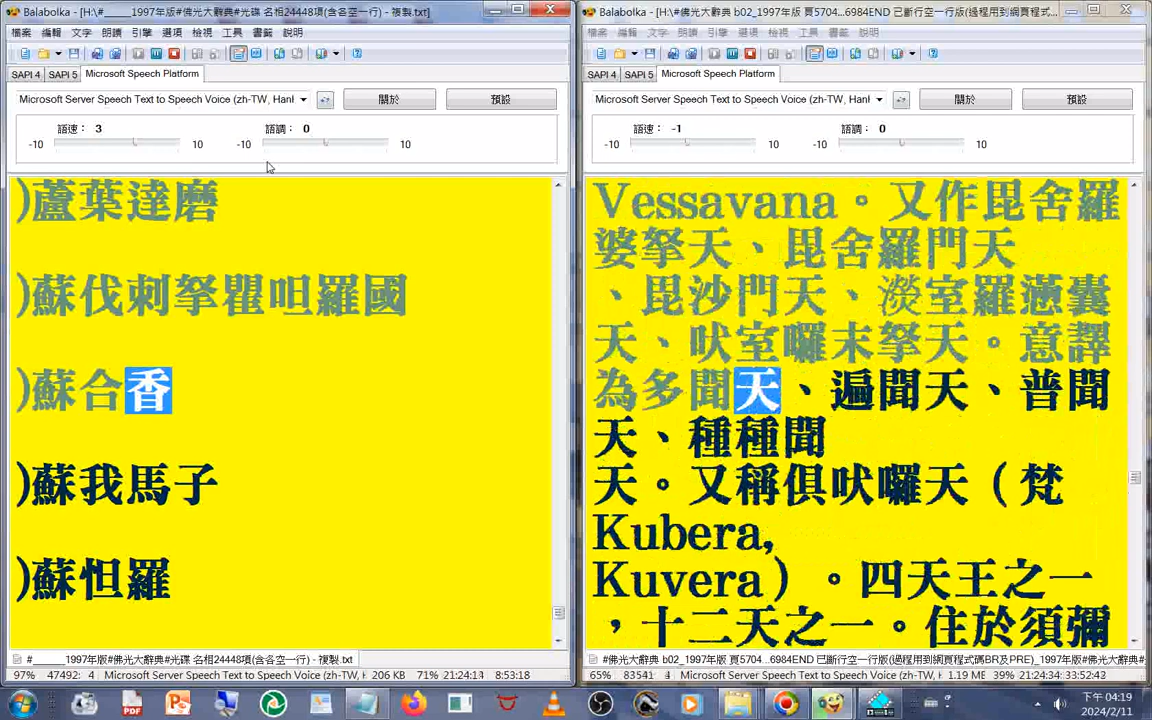 Balabolka - [H:\#_____1997年版#佛光大辭典#光碟 名相24448項(含各空一行) - 複製.txt]
檔案 編輯 文字 朗讀 引擎 選項 檢視 工具 書籤 說明
SAPI 4 SAPI 5 Microsoft Speech Platform
Microsoft Server Speech Text to Speech Voice (zh-TW, HanH
關於 預設
語速： 3 語調： 0
-10 10 -10 10
)蘆葉達磨
)蘇伐刺拏瞿呾羅國
)蘇合香
)蘇我馬子
)蘇怛羅
#______1997年版#佛光大辭典#光碟 名相24448項(含各空一行) - 複製.txt
97% 47492: 4 Microsoft Server Speech Text to Speech Voice (zh-TW, H 206 KB 71% 21:24:14 8:53:18
Balabolka - [H:\#佛光大辭典 b02_1997年版 頁5704...6984END 已斷行空一行版(過程用到網頁程式...
檔案 編輯 文字 朗讀 引擎 選項 檢視 工具 書籤 說明
SAPI 4 SAPI 5 Microsoft Speech Platform
Microsoft Server Speech Text to Speech Voice (zh-TW, HanH
關於 預設
語速： -1 語調： 0
-10 10 -10 10
Vessavana。又作毘舍羅
婆拏天、毘舍羅門天
、毘沙門天、濙室羅懣囊
天、吠室囉末拏天。意譯
為多聞天、遍聞天、普聞
天、種種聞
天。又稱俱吠囉天（梵
Kubera,
Kuvera）。四天王之一
，十二天之一。住於須彌
#佛光大辭典 b02_1997年版 頁5704...6984END 已斷行空一行版(過程用到網頁程式碼BR及PRE)_1997年版#佛光大辭典#
65% 83541: 4 Microsoft Server Speech Text to Speech Voice (zh-TW, H 1.19 MB 39% 21:24:34:33:52:43
下午 04:19
2024/2/11